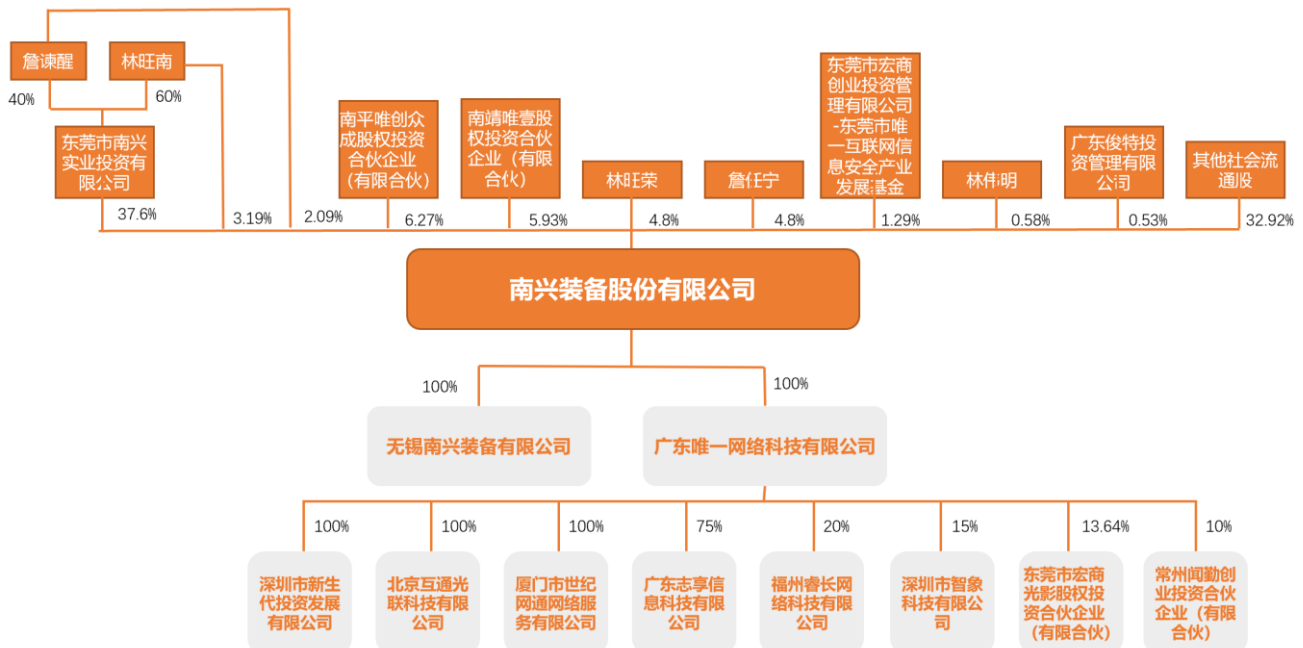 詹谏醒
林旺南
40%
60%
东莞市南兴
实业投资有
限公司
南平唯创众
成股权投资
合伙企业
（有限合伙）
南靖唯壹股
权投资合伙
企业（有限
合伙）
林旺荣
詹任宁
东莞市宏商
创业投资管
理有限公司
-东莞市唯
一互联网信
息安全产业
发展基金
林伟明
广东俊特投
资管理有限
公司
其他社会流
通股
37.6%
3.19%
2.09%
6.27%
5.93%
4.8%
4.8%
1.29%
0.58%
0.53%
32.92%
南兴装备股份有限公司
100%
100%
无锡南兴装备有限公司
广东唯一网络科技有限公司
100%
100%
100%
75%
20%
15%
13.64%
10%
深圳市新生
代投资发展
有限公司
北京互通光
联科技有限
公司
厦门市世纪
网通网络服
务有限公司
广东志享信
息科技有限
公司
福州睿长网
络科技有限
公司
深圳市智象
科技有限公
司
东莞市宏商
光影股权投
资合伙企业
（有限合伙）
常州闻勤创
业投资合伙
企业（有限
合伙）